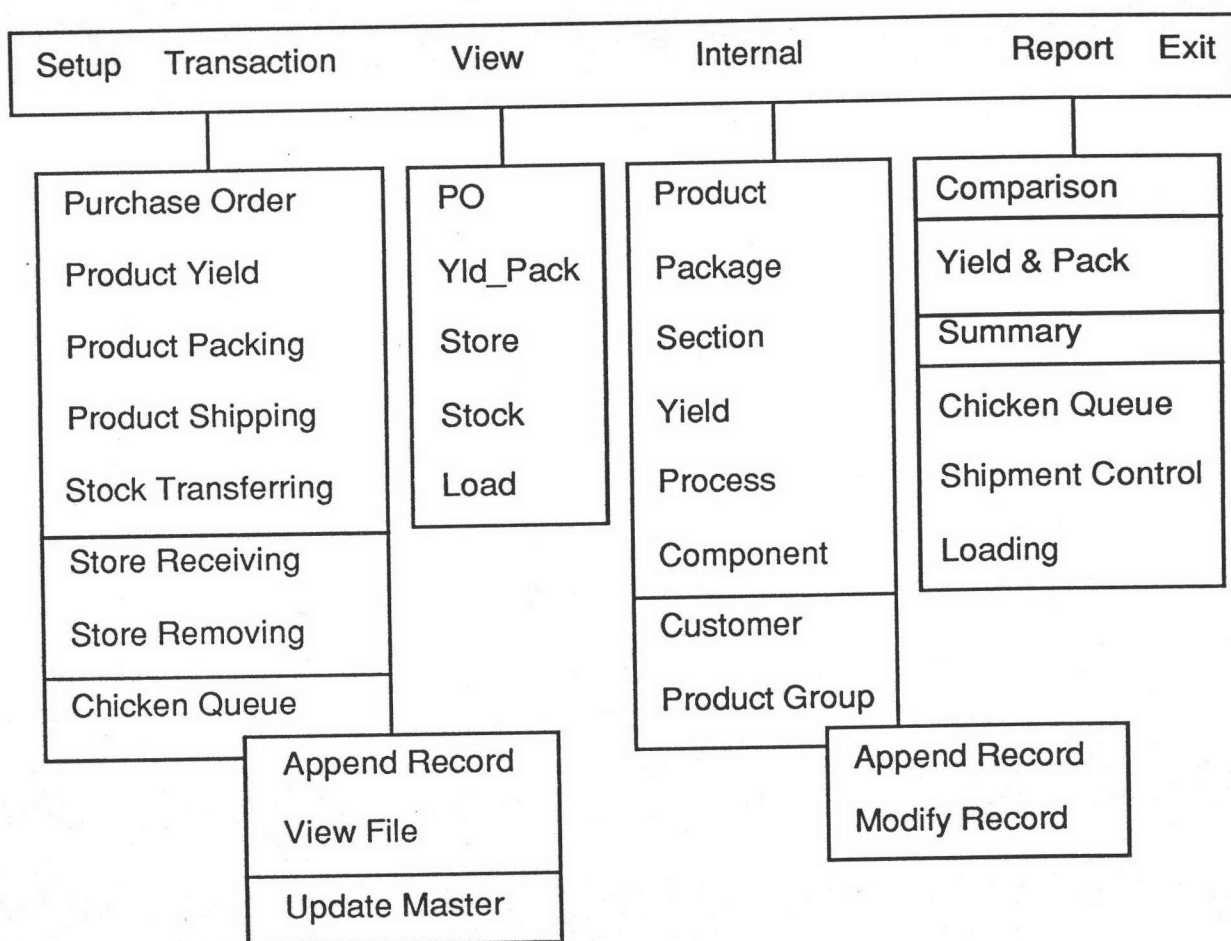 Setup Transaction View Internal Report Exit
Purchase Order
Product Yield
Product Packing
Product Shipping
Stock Transferring
Store Receiving
Store Removing
Chicken Queue
Append Record
View File
Update Master
PO
Yld_Pack
Store
Stock
Load
Product
Package
Section
Yield
Process
Component
Customer
Product Group
Append Record
Modify Record
Comparison
Yield & Pack
Summary
Chicken Queue
Shipment Control
Loading